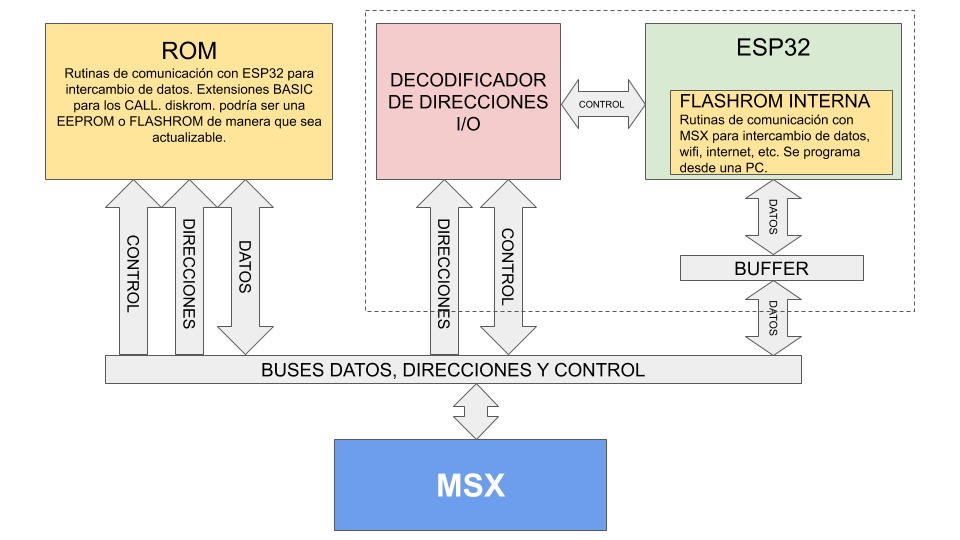 ROM
Rutinas de comunicación con ESP32 para
intercambio de datos. Extensiones BASIC
para los CALL. diskrom. podría ser una
EEPROM o FLASHROM de manera que sea
actualizable.
DECODIFICADOR
DE DIRECCIONES
I/O
CONTROL
ESP32
FLASHROM INTERNA
Rutinas de comunicación con
MSX para intercambio de datos,
wifi, internet, etc. Se programa
desde una PC.
CONTROL
DIRECCIONES
DATOS
DIRECCIONES
CONTROL
DATOS
BUFFER
DATOS
BUSES DATOS, DIRECCIONES Y CONTROL
MSX